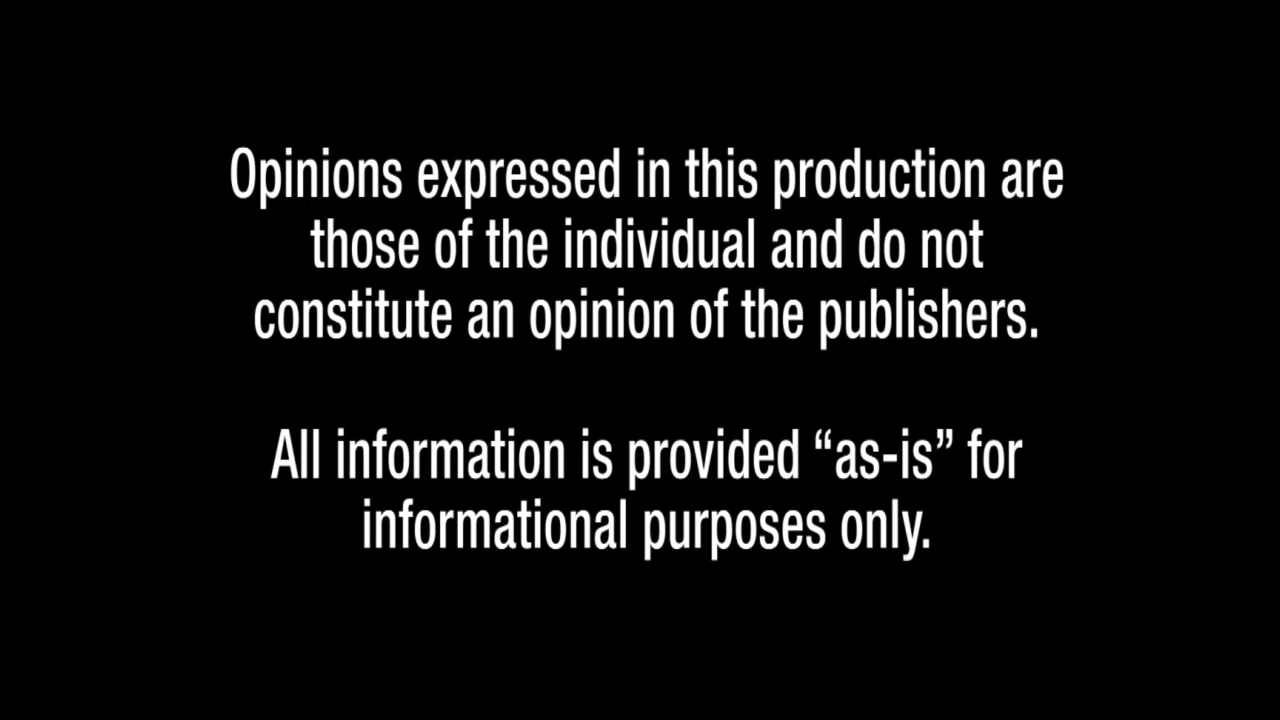 Opinions expressed in this production are
those of the individual and do not
constitute an opinion of the publishers.
All information is provided “as-is” for
informational purposes only.